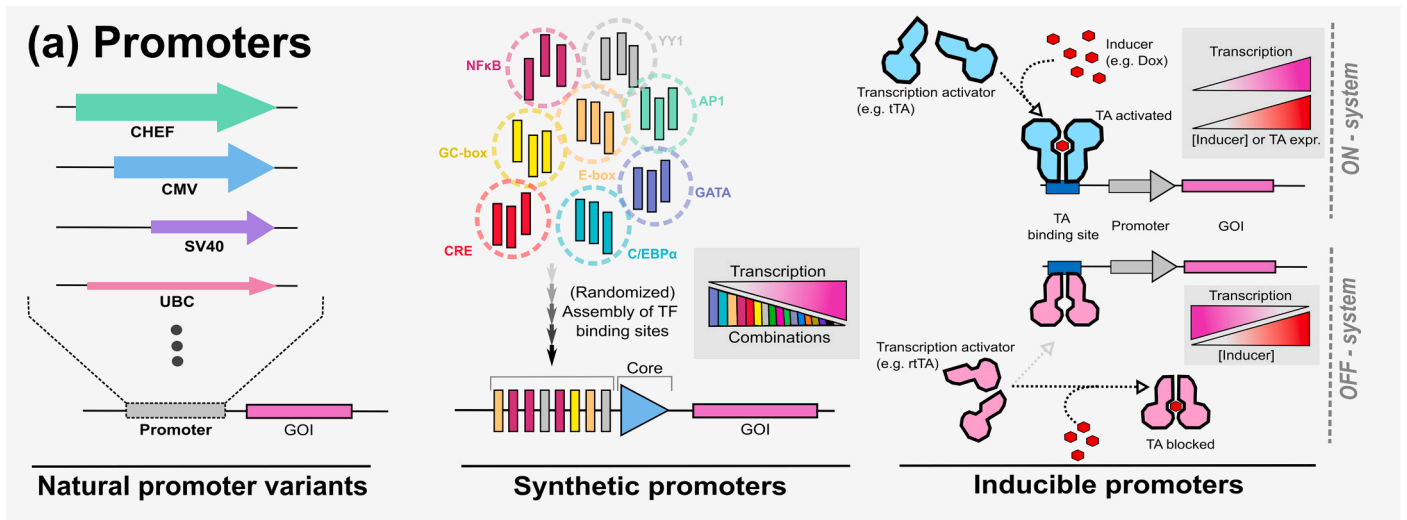 (a) Promoters
CHEF
CMV
SV40
UBC
Promoter
GOI
Natural promoter variants
NFκB
YY1
AP1
GC-box
E-box
GATA
CRE
C/EBPα
(Randomized)
Assembly of TF
binding sites
Transcription
Combinations
Core
GOI
Synthetic promoters
Transcription activator
(e.g. tTA)
Inducer
(e.g. Dox)
TA activated
Transcription
[Inducer] or TA expr.
ON - system
TA
binding site
Promoter
GOI
Transcription
[Inducer]
OFF - system
Transcription activator
(e.g. rtTA)
TA blocked
Inducible promoters